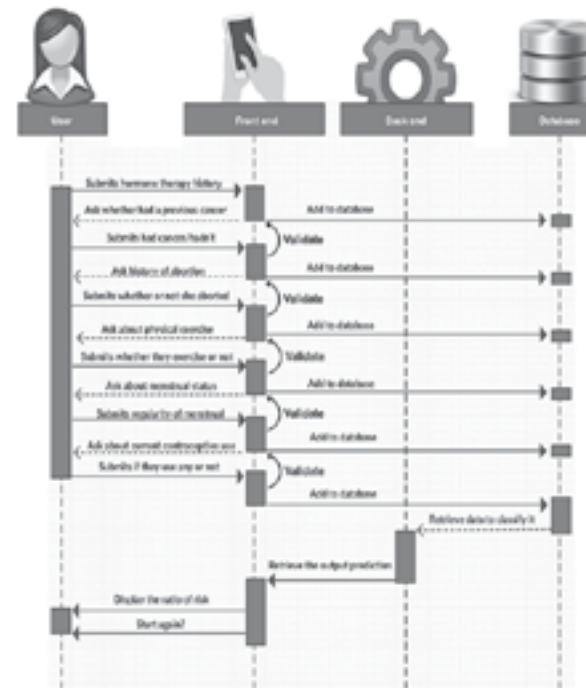 User
Front end
Back end
Database
Submits hormone therapy history
Ask whether had a previous cancer
Add to database
Submits had cancer/hadn't
Validate
Ask history of abortion
Add to database
Submits whether or not she aborted
Validate
Ask about physical exercise
Add to database
Submits whether they exercise or not
Validate
Ask about menstrual status
Add to database
Submits regularity of menstrual
Validate
Ask about current contraceptive use
Add to database
Submits if they use any or not
Validate
Add to database
Retrieve data to classify it
Retrieve the output prediction
Display the ratio of risk
Start again?